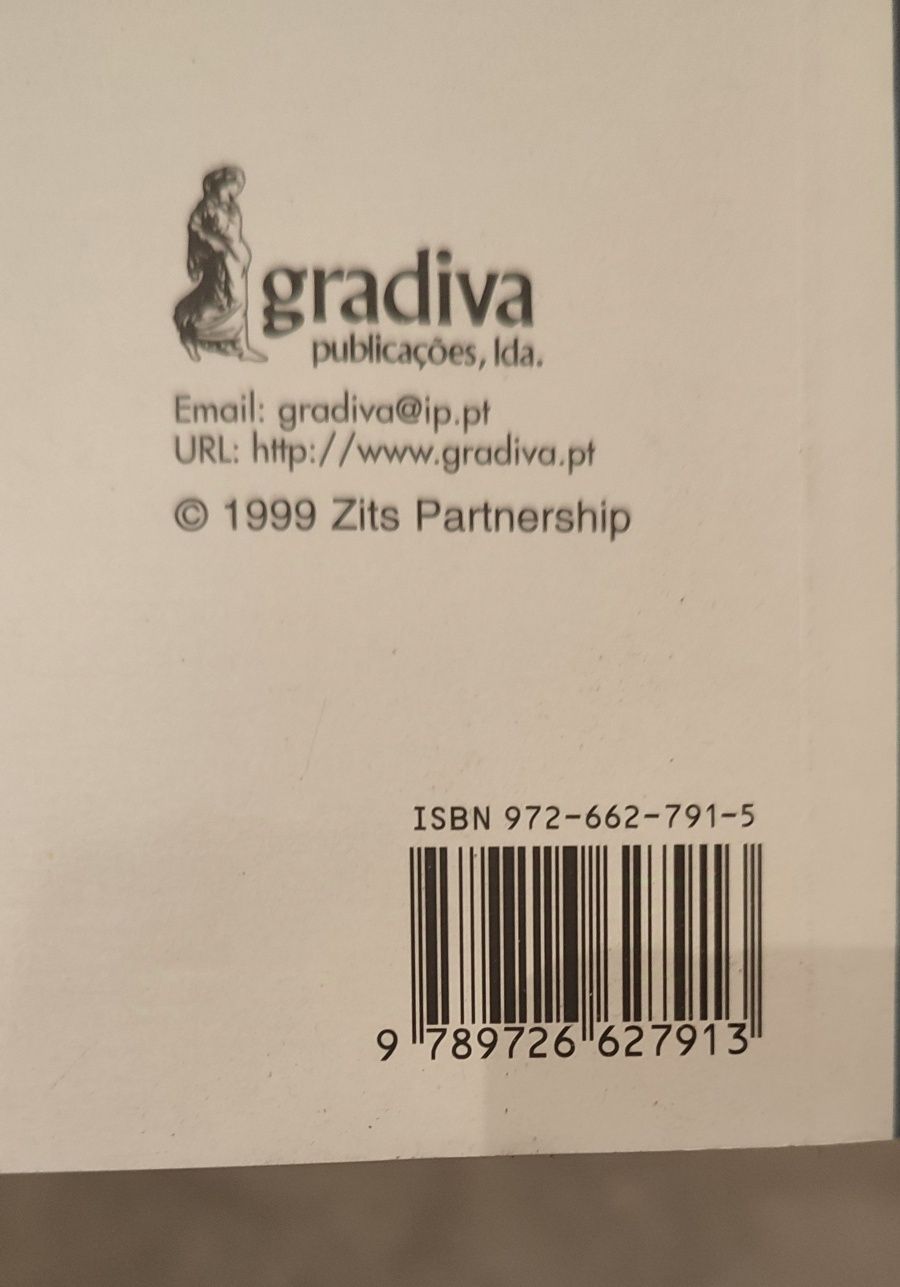 gradiva
publicações, lda.
Email: gradiva@ip.pt
URL: http://www.gradiva.pt
© 1999 Zits Partnership
ISBN 972-662-791-5
9 789726 627913